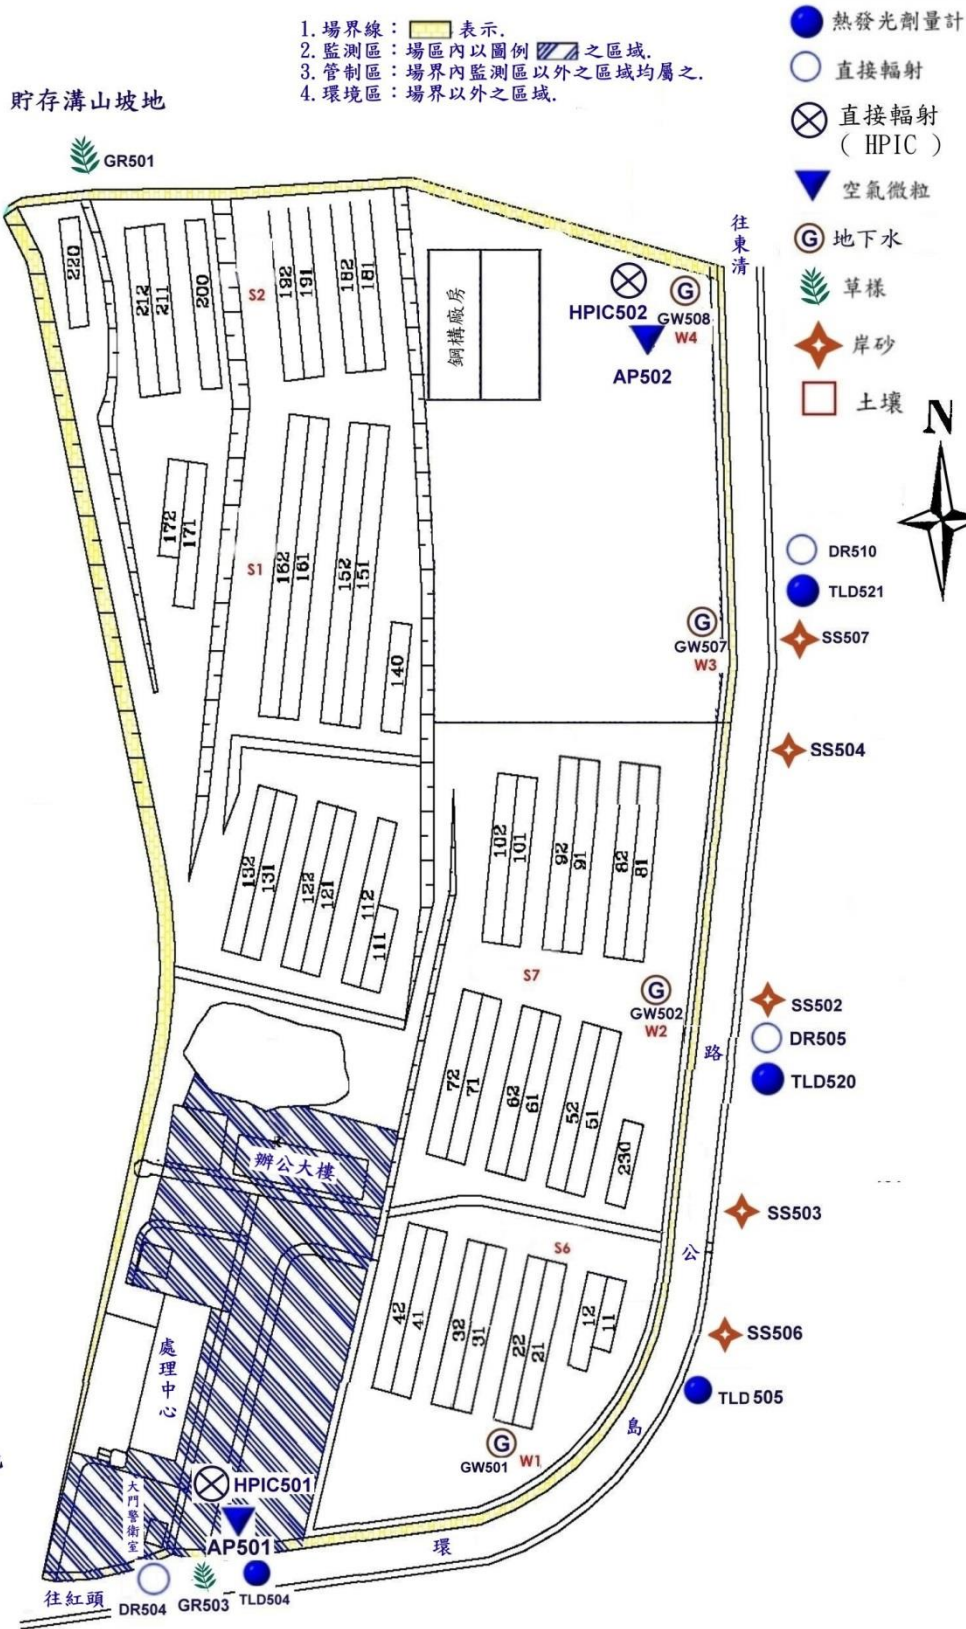 1. 場界線： 表示.
2. 監測區：場區內以圖例 之區域.
3. 管制區：場界內監測區以外之區域均屬之.
4. 環境區：場界以外之區域.
熱發光劑量計
直接輻射
直接輻射
( HPIC )
空氣微粒
G 地下水
草樣
岸砂
土壤
N
貯存溝山坡地
GR501
往東清
220
212
211
200
S2
192
191
182
181
鋼構廠房
HPIC502
G
GW508
W4
AP502
172
171
S1
162
161
152
151
140
DR510
TLD521
SS507
G
GW507
W3
SS504
132
131
122
121
112
111
102
101
92
91
82
81
S7
G
GW502
W2
SS502
DR505
TLD520
路
72
71
62
61
52
51
230
辦公大樓
SS503
公
S6
42
41
32
31
22
21
12
11
SS506
TLD505
島
處理中心
G
GW501
W1
HPIC501
大門警衛室
AP501
環
往紅頭
DR504
GR503
TLD504